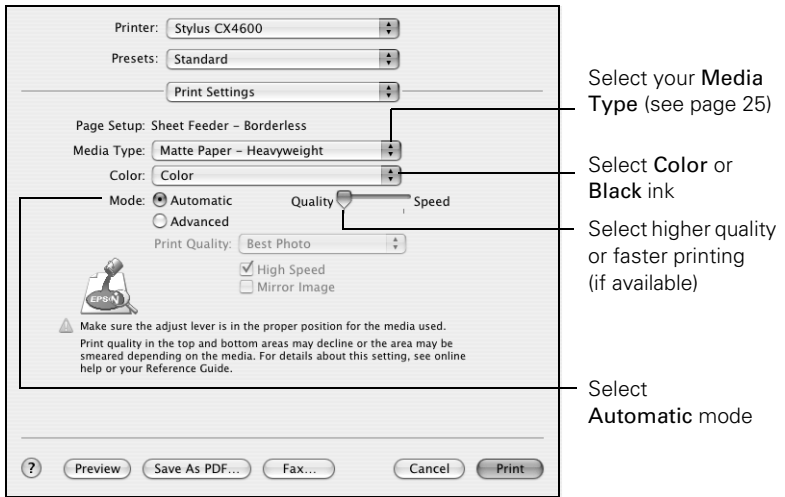 Printer: Stylus CX4600
Presets: Standard
Print Settings
Page Setup: Sheet Feeder – Borderless
Media Type: Matte Paper – Heavyweight
Color: Color
Mode: Automatic Quality Speed
Advanced
Print Quality: Best Photo
High Speed
Mirror Image
EPSON
Make sure the adjust lever is in the proper position for the media used.
Print quality in the top and bottom areas may decline or the area may be
smeared depending on the media. For details about this setting, see online
help or your Reference Guide.
? Preview Save As PDF... Fax... Cancel Print
Select your Media
Type (see page 25)
Select Color or
Black ink
Select higher quality
or faster printing
(if available)
Select
Automatic mode